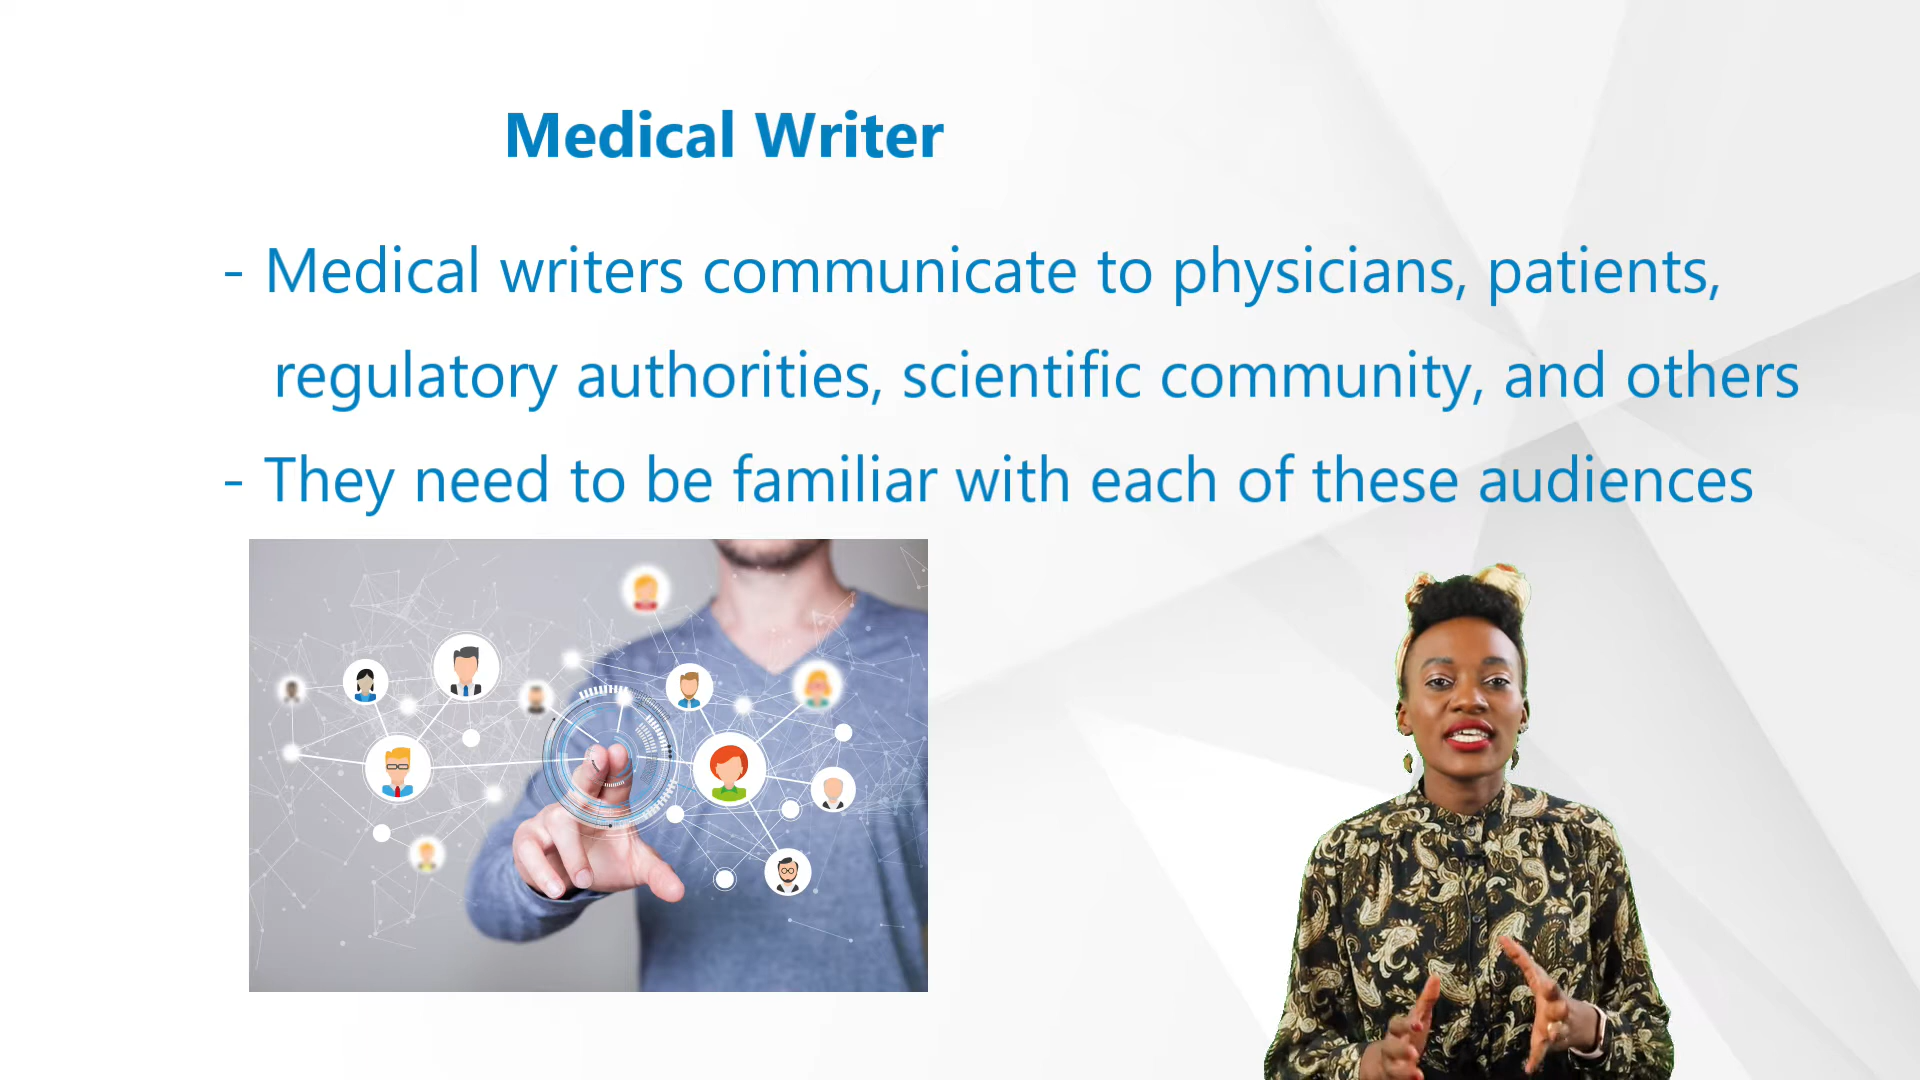 Medical Writer
- Medical writers communicate to physicians, patients,
regulatory authorities, scientific community, and others
- They need to be familiar with each of these audiences